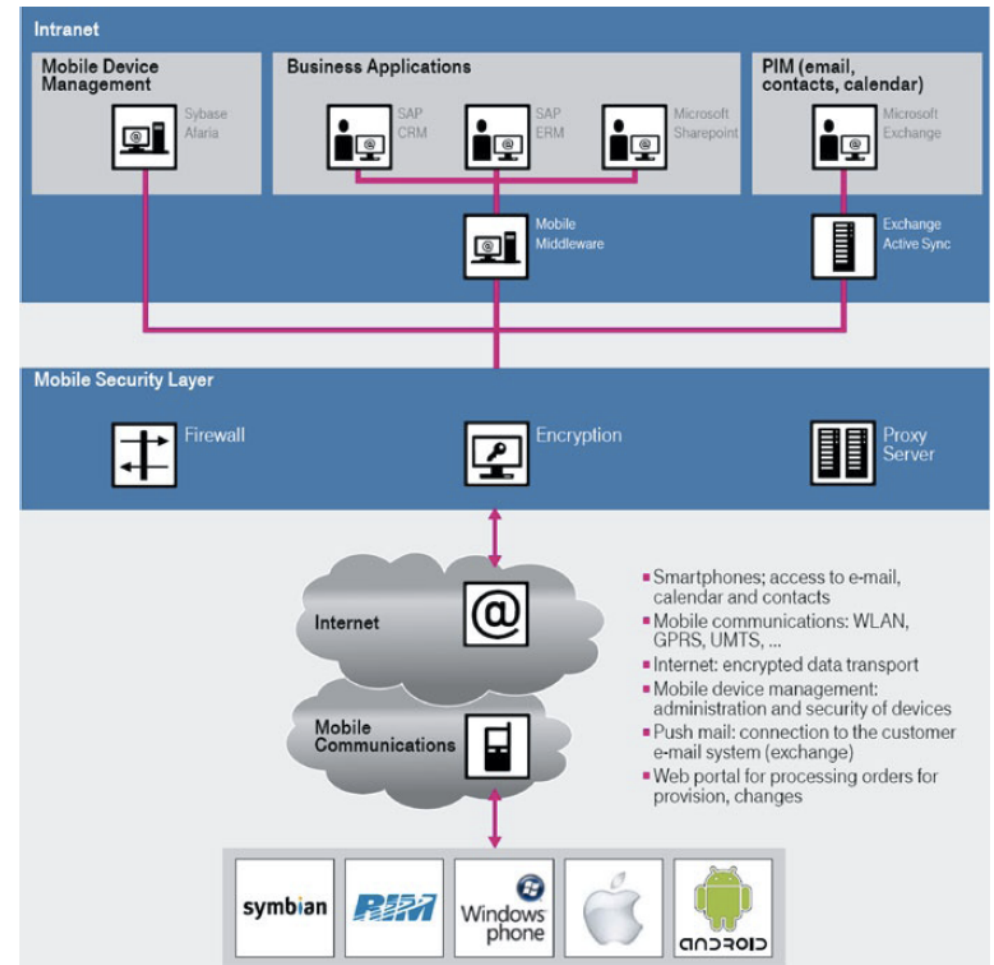 Intranet
Mobile Device
Management
Sybase
Afaria
Business Applications
SAP
CRM
SAP
ERM
Microsoft
Sharepoint
PIM (email,
contacts, calendar)
Microsoft
Exchange
Mobile
Middleware
Exchange
Active Sync
Mobile Security Layer
Firewall
Encryption
Proxy
Server
Internet
@
Mobile
Communications
■ Smartphones; access to e-mail,
calendar and contacts
■ Mobile communications: WLAN,
GPRS, UMTS, ...
■ Internet: encrypted data transport
■ Mobile device management:
administration and security of devices
■ Push mail: connection to the customer
e-mail system (exchange)
■ Web portal for processing orders for
provision, changes
symbian
RIM
Windows
phone
ANDROID